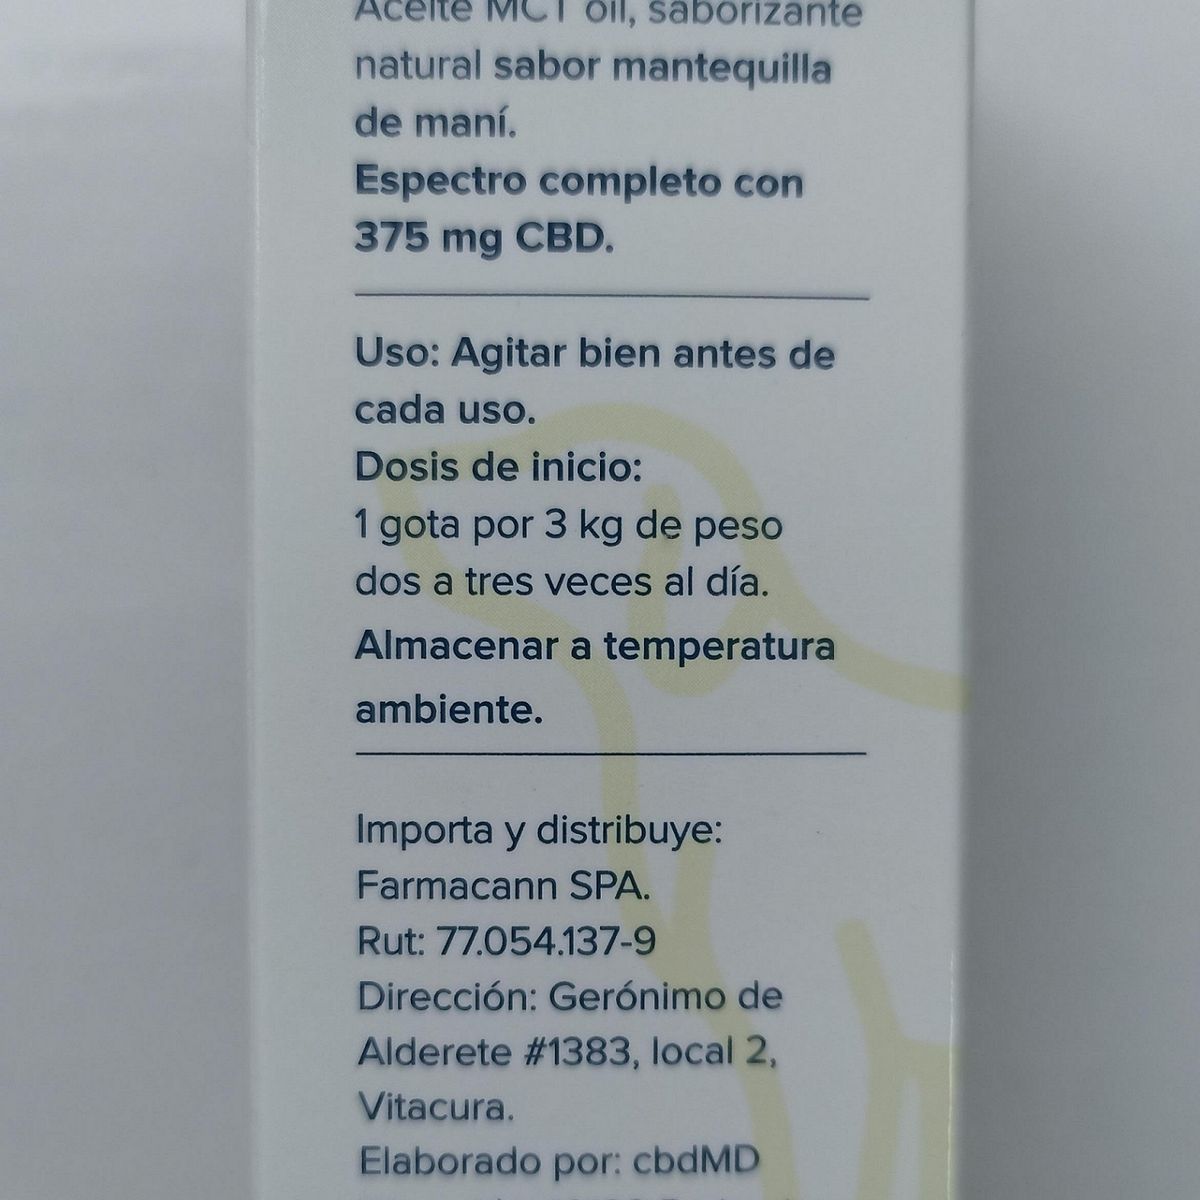 Aceite MCT oil, saborizante
natural sabor mantequilla
de maní.
Espectro completo con
375 mg CBD.
Uso: Agitar bien antes de
cada uso.
Dosis de inicio:
1 gota por 3 kg de peso
dos a tres veces al día.
Almacenar a temperatura
ambiente.
Importa y distribuye:
Farmacann SPA.
Rut: 77.054.137-9
Dirección: Gerónimo de
Alderete #1383, local 2,
Vitacura.
Elaborado por: cbdMD